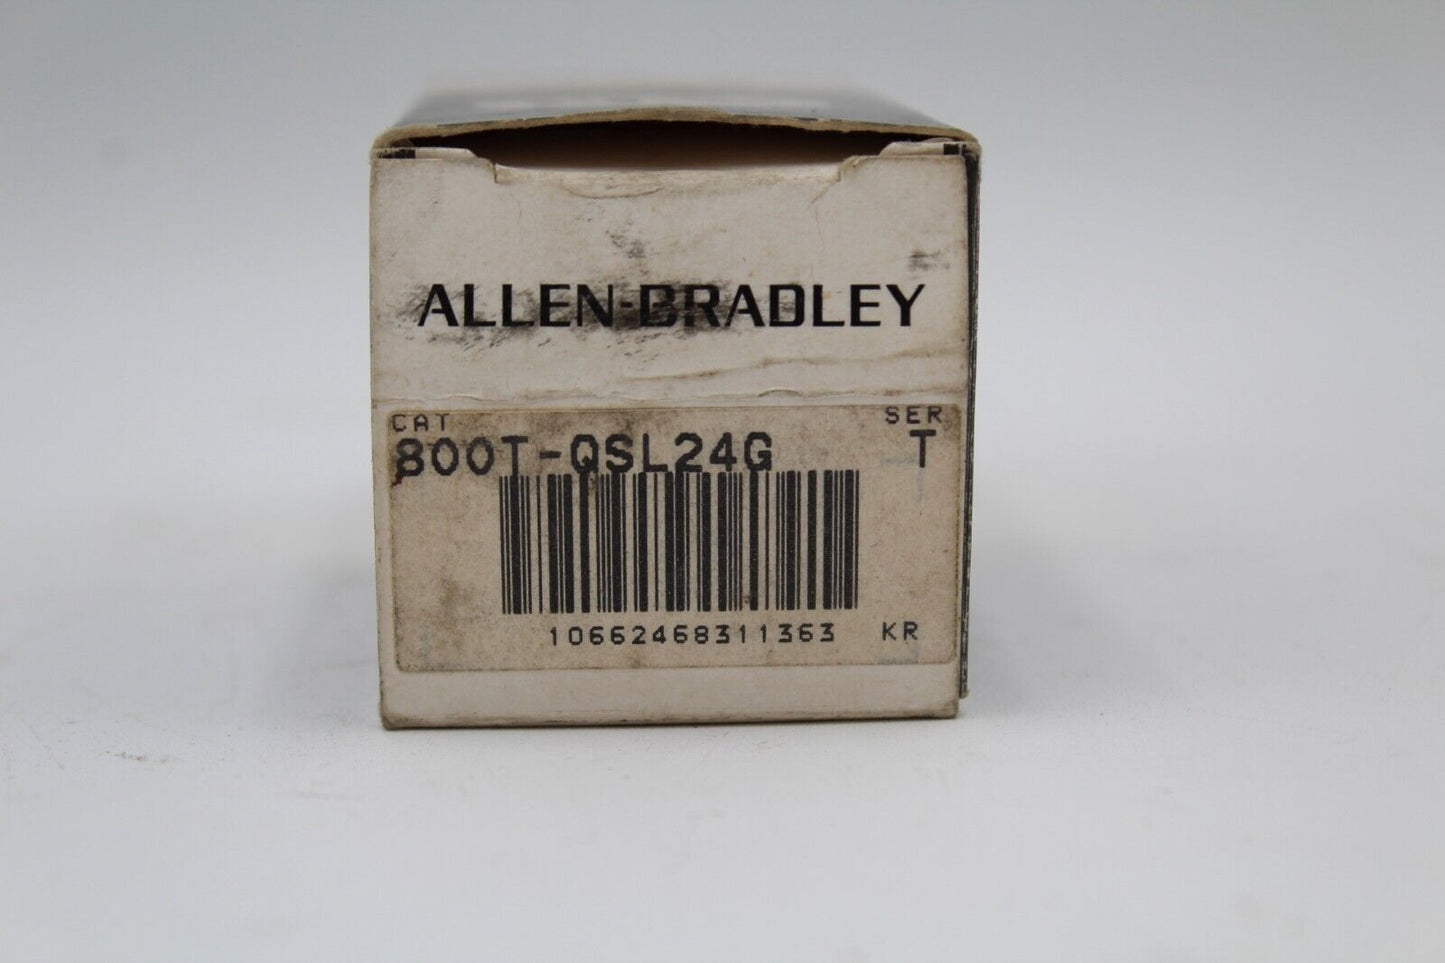 ALLEN-BRADLEY
CAT SER
800T-QSL24G T
10662468311363 KR